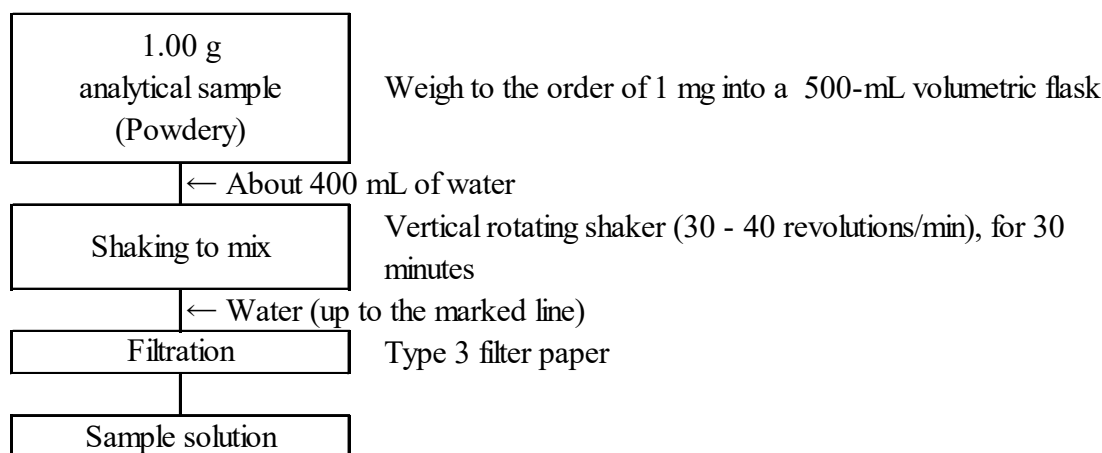 1.00 g
analytical sample
(Powdery)
Weigh to the order of 1 mg into a 500-mL volumetric flask
← About 400 mL of water
Shaking to mix
Vertical rotating shaker (30 - 40 revolutions/min), for 30
minutes
← Water (up to the marked line)
Filtration
Type 3 filter paper
Sample solution